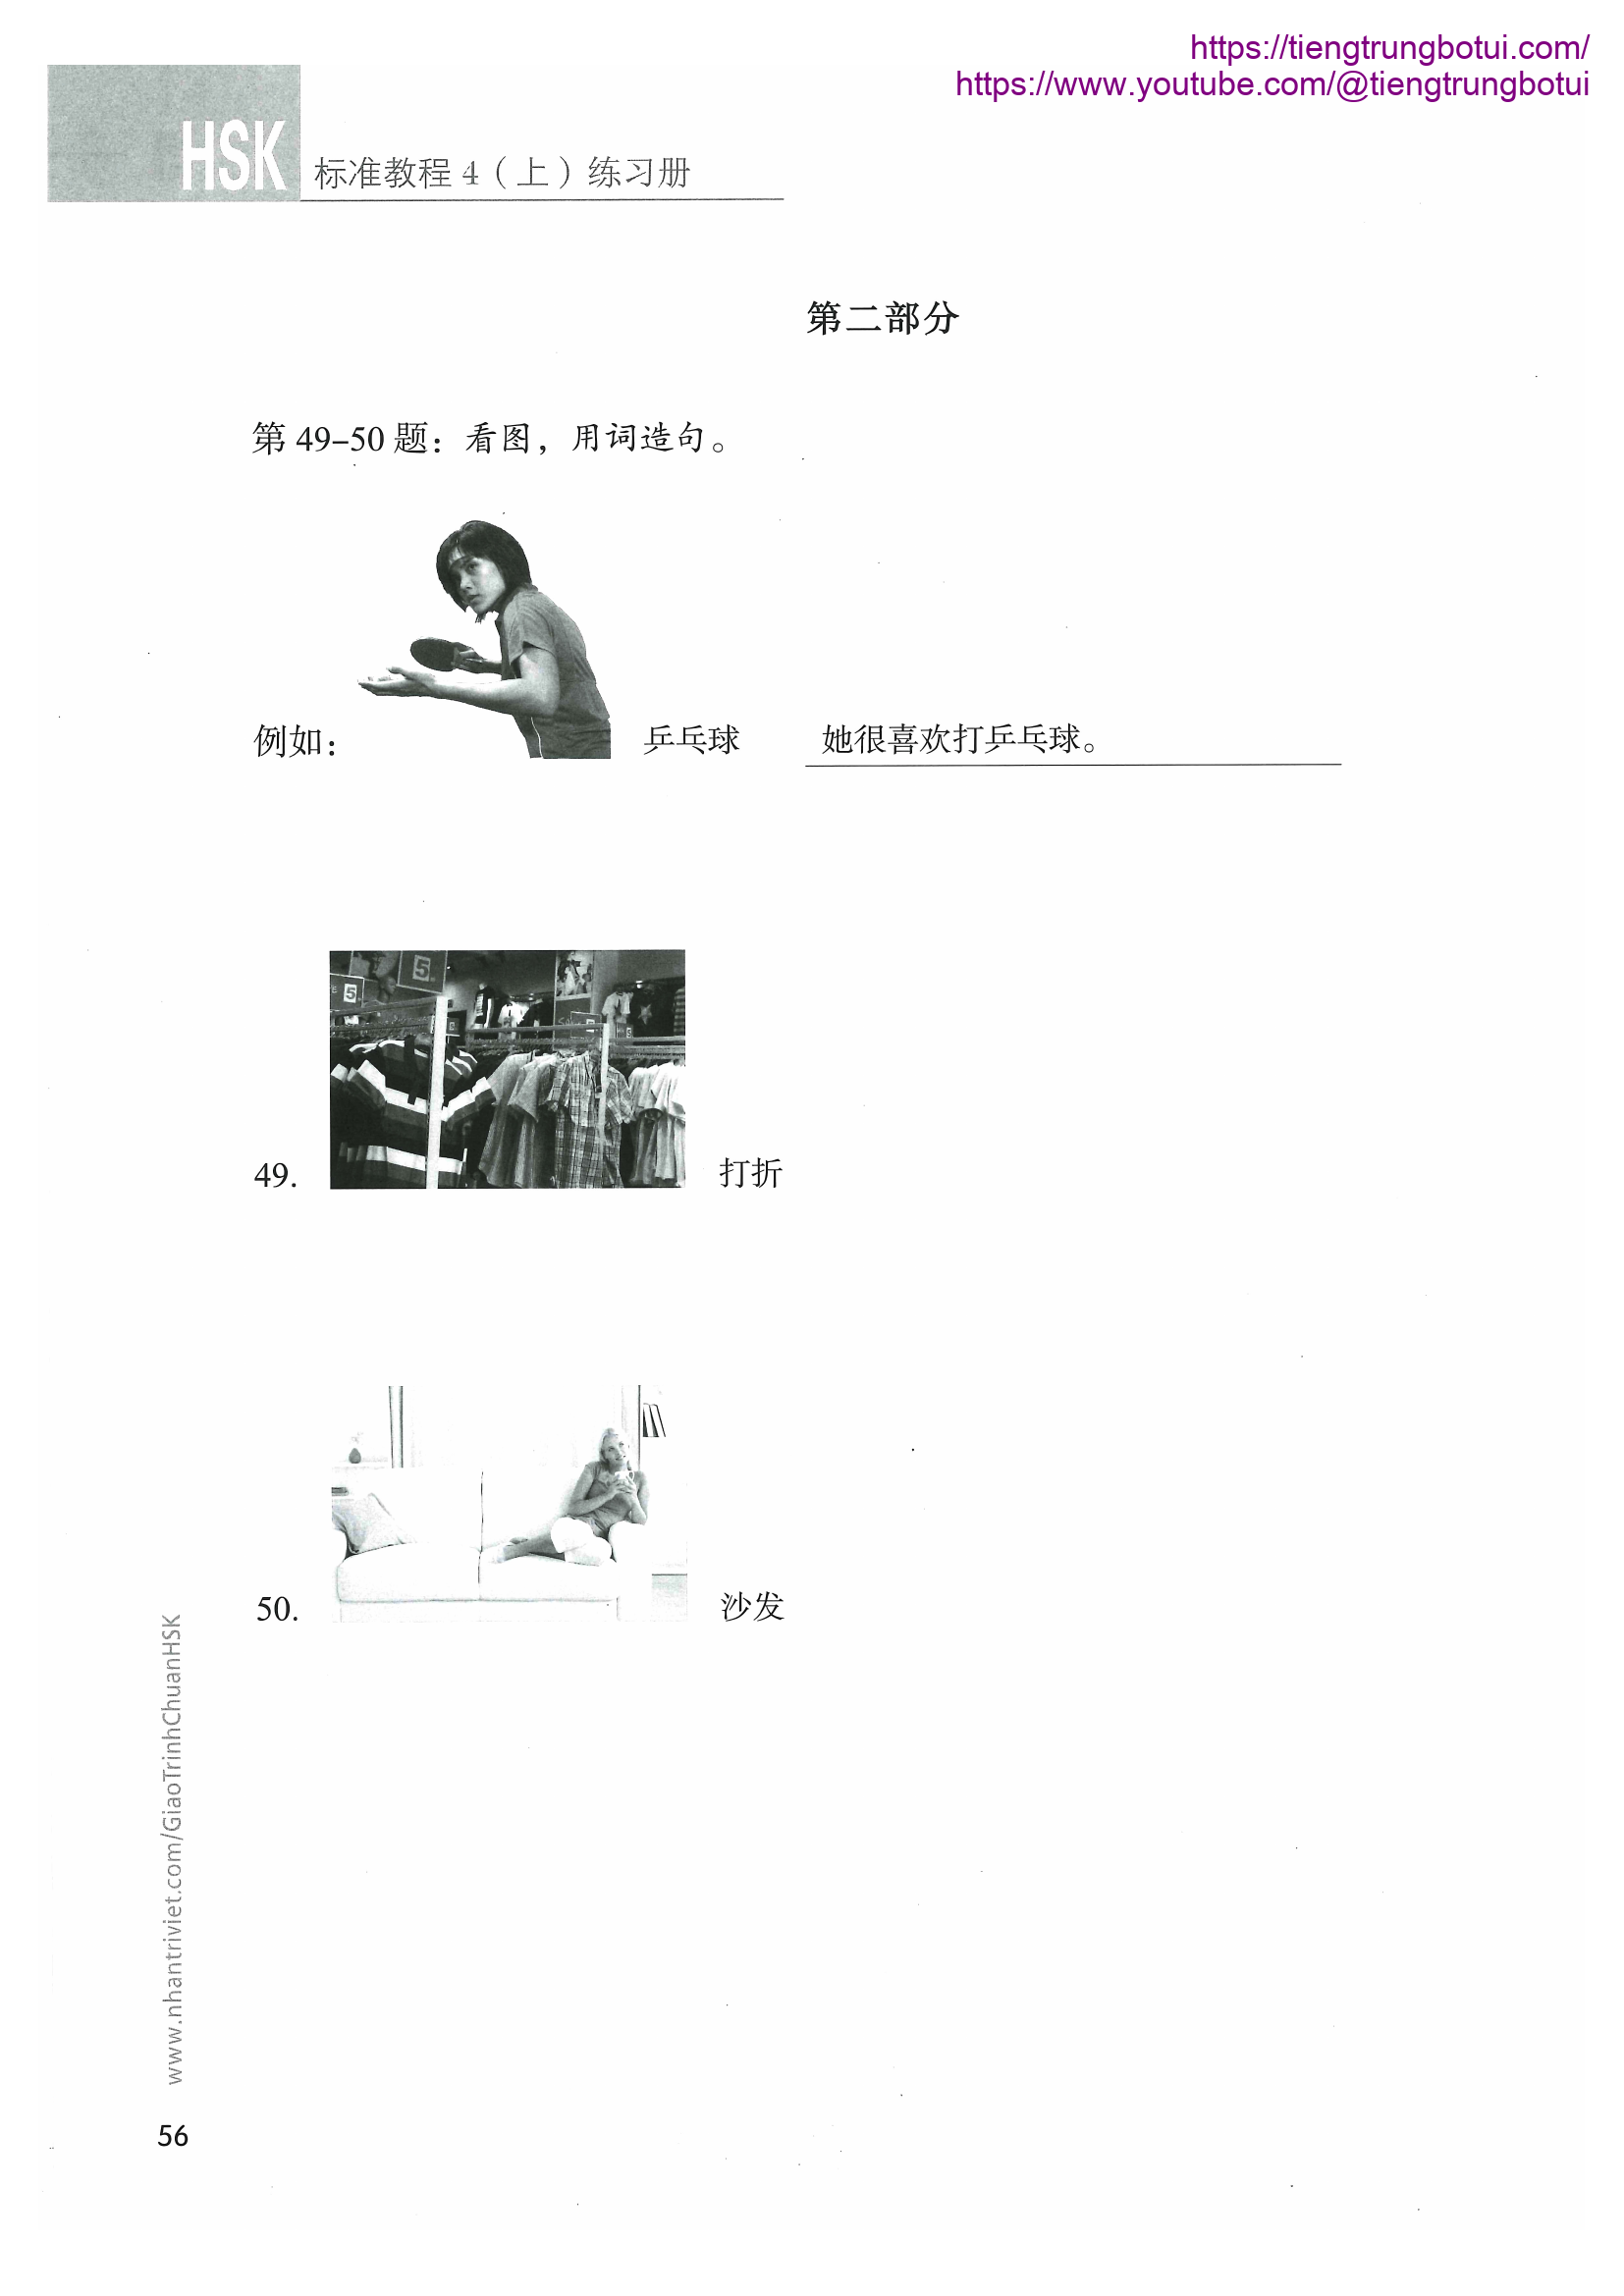 https://tiengtrungbotui.com/
https://www.youtube.com/@tiengtrungbotui
HSK 标准教程 4（上）练习册
第二部分
第 49–50 题：看图，用词造句。
例如： 乒乓球 她很喜欢打乒乓球。
5
5
49. 打折
50. 沙发
www.nhantriviet.com/GiaoTrinhChuanHSK
56